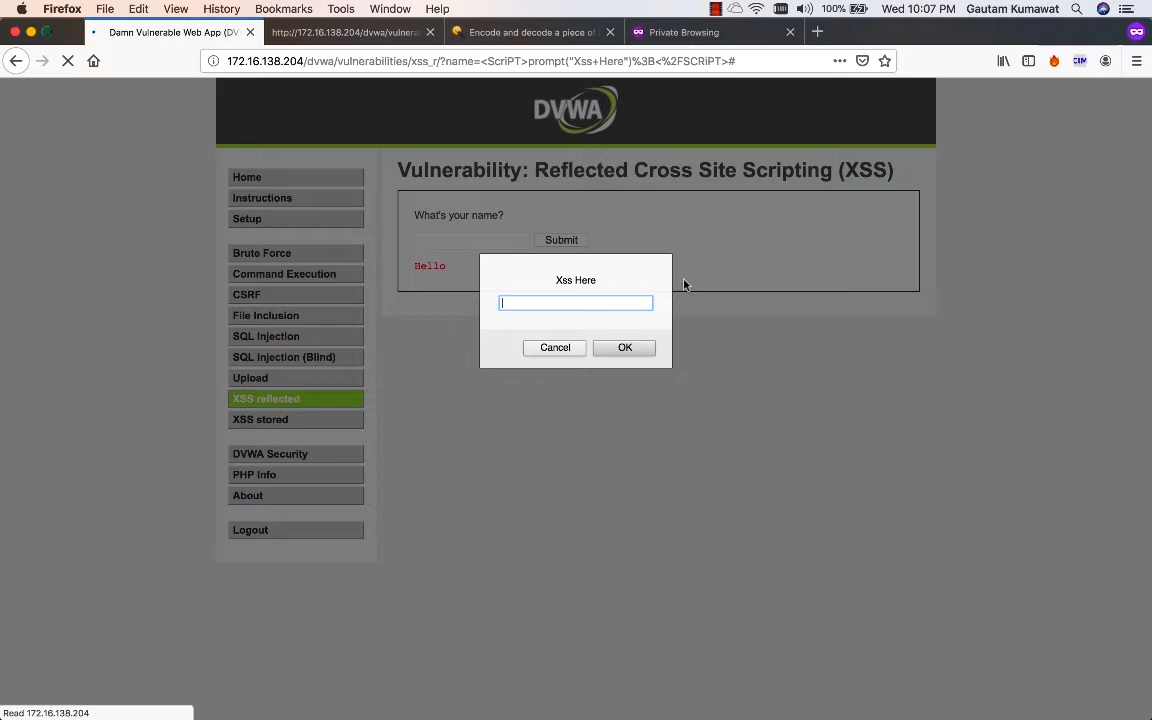 Firefox File Edit View History Bookmarks Tools Window Help 100% Wed 10:07 PM Gautam Kumawat
Damn Vulnerable Web App (DV http://172.16.138.204/dvwa/vulnera Encode and decode a piece of Private Browsing
172.16.138.204/dvwa/vulnerabilities/xss_r/?name=<ScriPT>prompt("Xss+Here")%3B<%2FSCRiPT>#
CIM
DVWA
Vulnerability: Reflected Cross Site Scripting (XSS)
Home
Instructions
Setup
Brute Force
Command Execution
CSRF
File Inclusion
SQL Injection
SQL Injection (Blind)
Upload
XSS reflected
XSS stored
DVWA Security
PHP Info
About
Logout
What's your name?
Submit
Hello
Xss Here
Cancel OK
Read 172.16.138.204